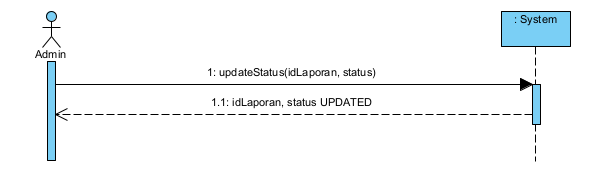 : System
Admin
1: updateStatus(idLaporan, status)
1.1: idLaporan, status UPDATED